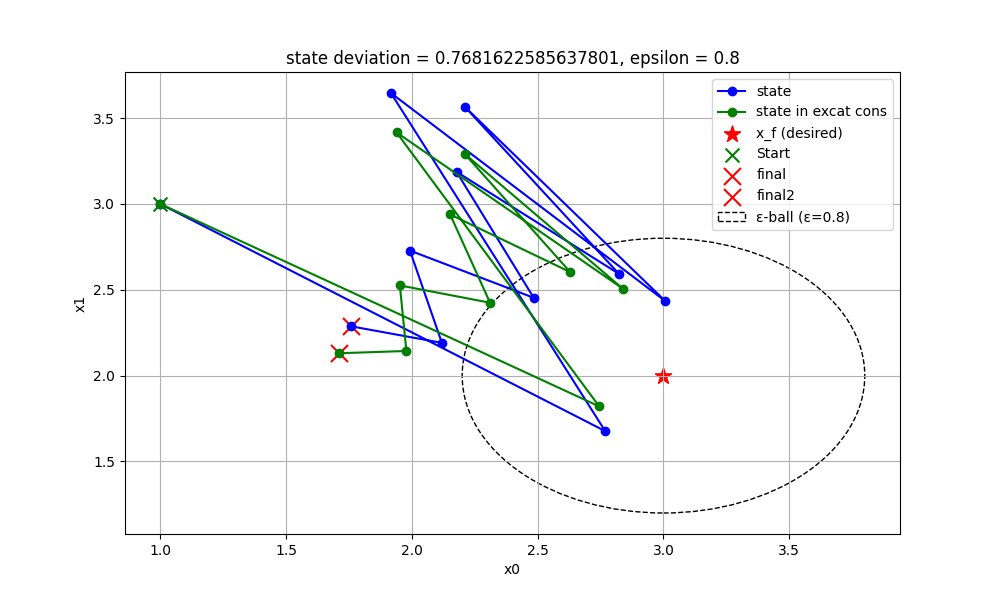 state deviation = 0.7681622585637801, epsilon = 0.8
state
state in excat cons
x_f (desired)
Start
final
final2
ε-ball (ε=0.8)
3.5
3.0
2.5
2.0
1.5
x1
1.0
1.5
2.0
2.5
3.0
3.5
x0